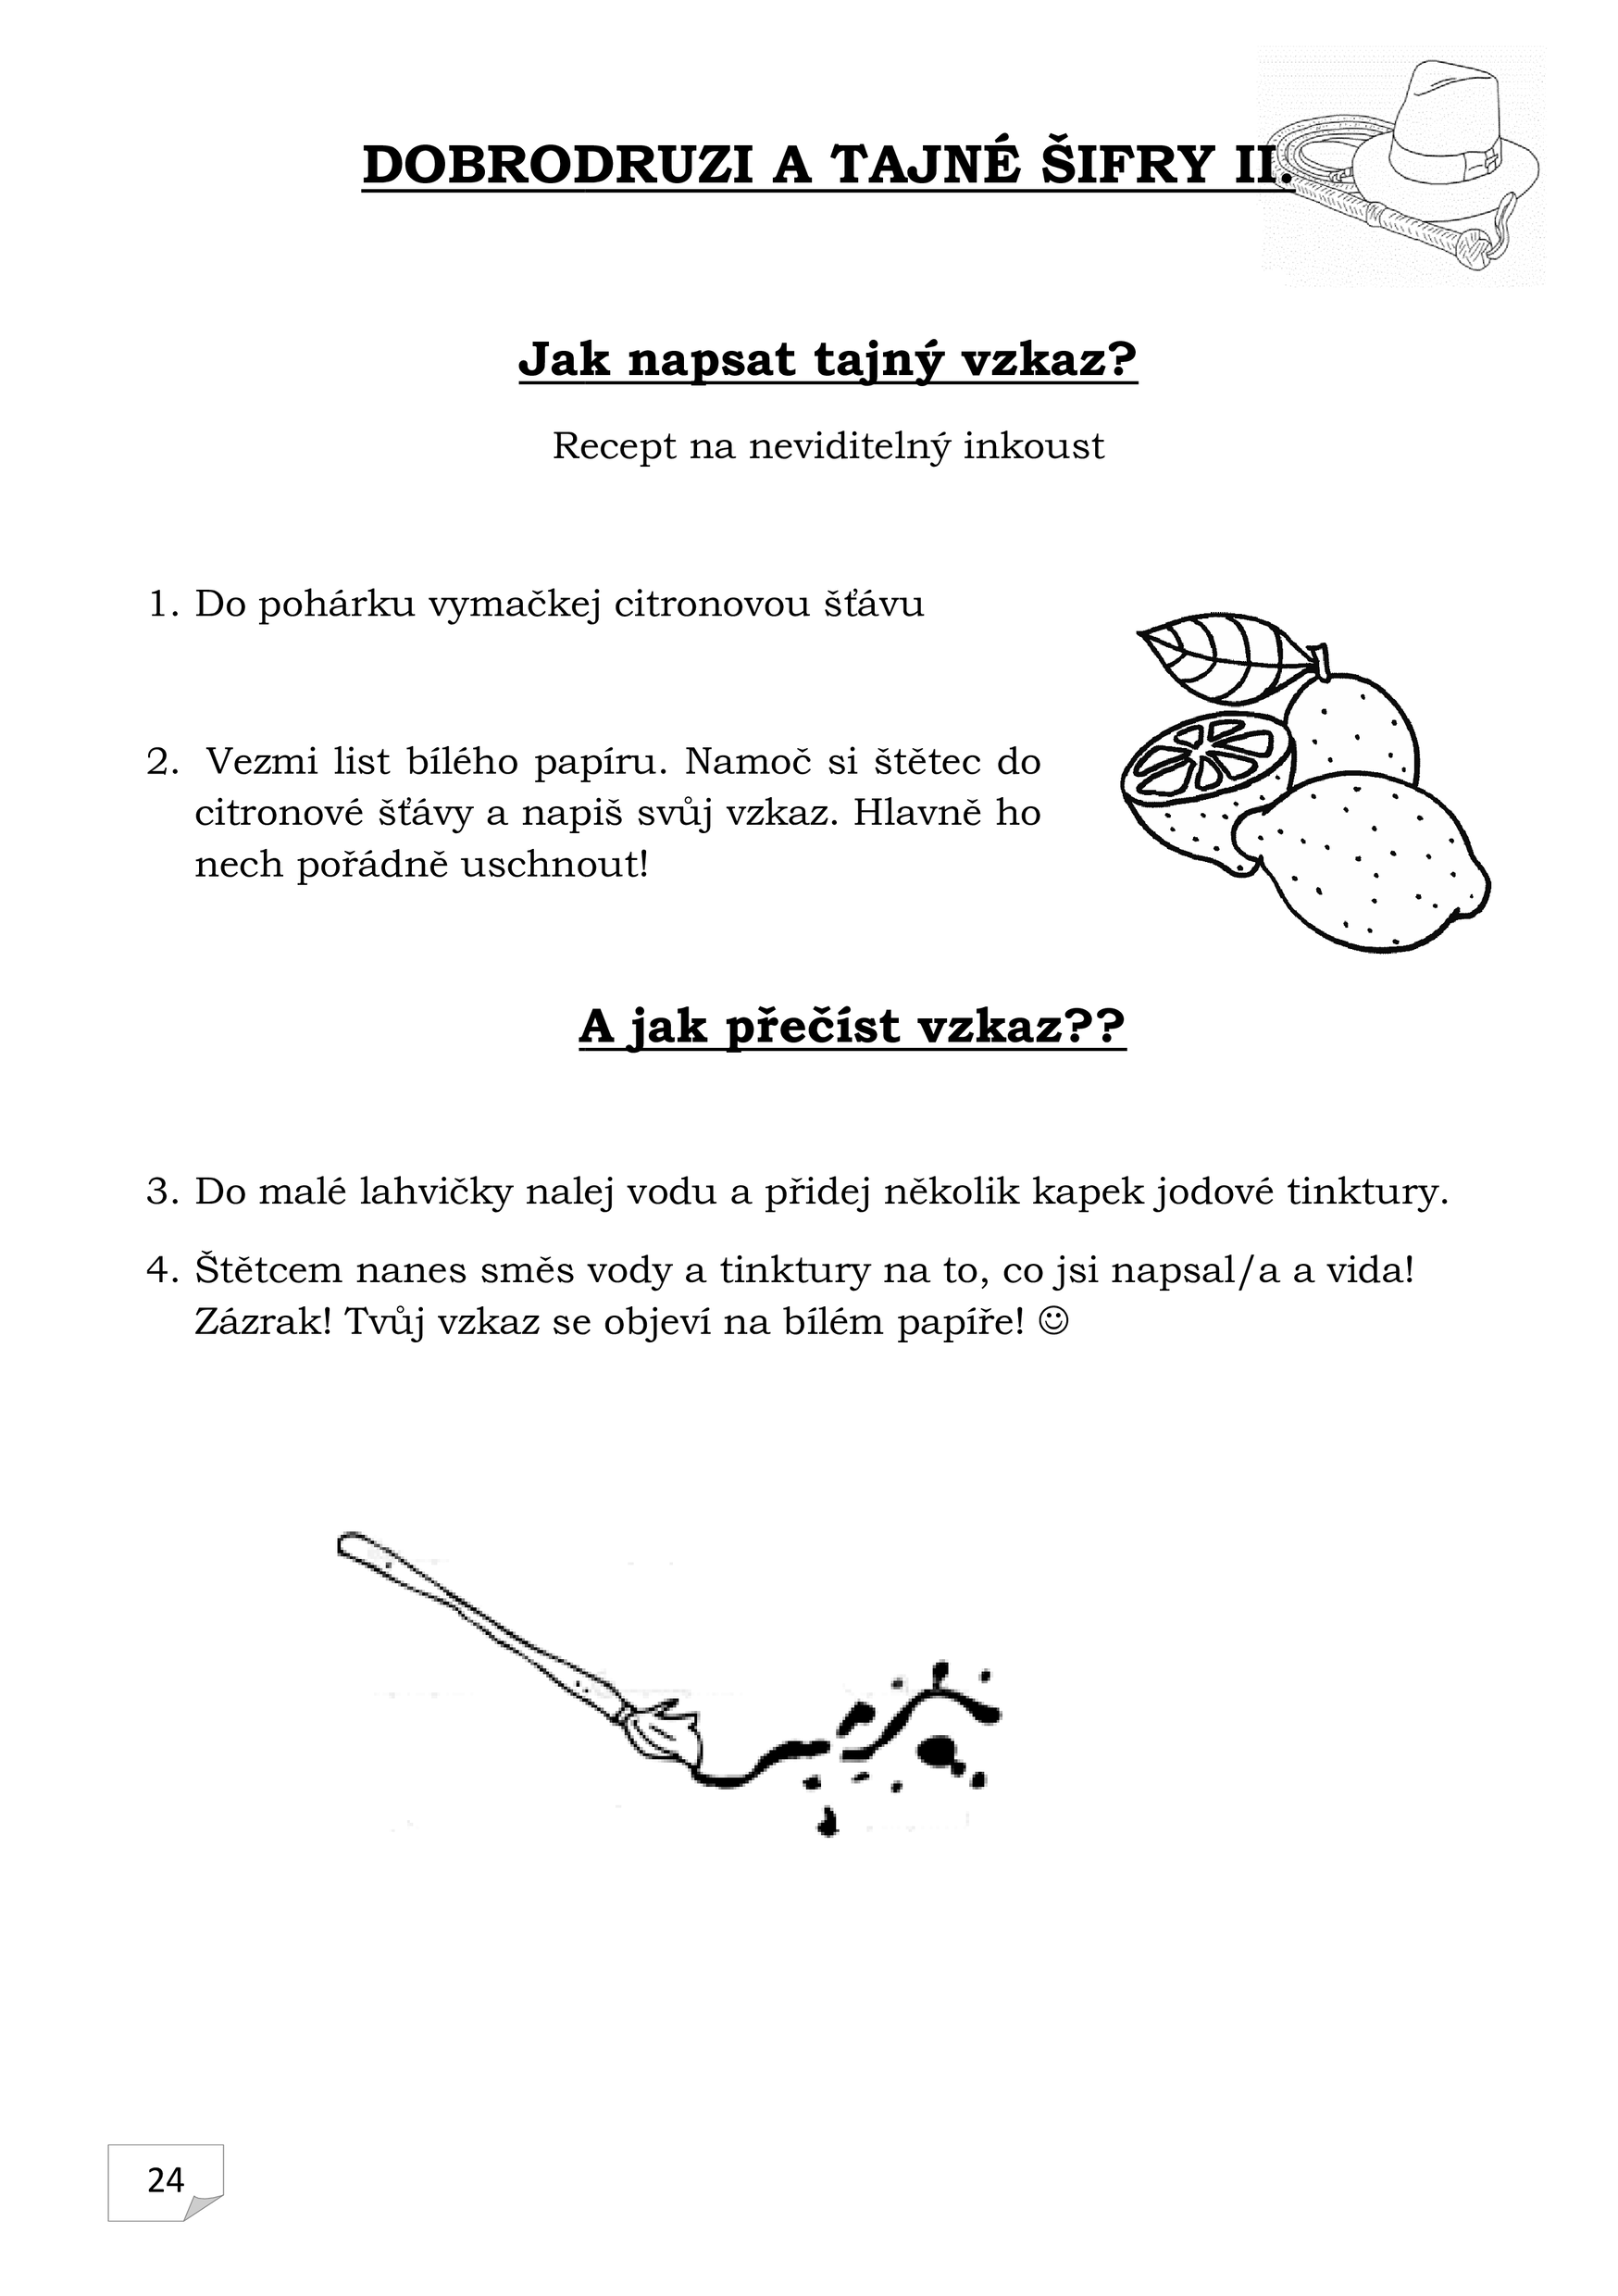 DOBRODRUZI A TAJNÉ ŠIFRY II.
Jak napsat tajný vzkaz?
Recept na neviditelný inkoust
1. Do pohárku vymačkej citronovou šťávu
2. Vezmi list bílého papíru. Namoč si štětec do
citronové šťávy a napiš svůj vzkaz. Hlavně ho
nech pořádně uschnout!
A jak přečíst vzkaz??
3. Do malé lahvičky nalej vodu a přidej několik kapek jodové tinktury.
4. Štětcem nanes směs vody a tinktury na to, co jsi napsal/a a vida!
Zázrak! Tvůj vzkaz se objeví na bílém papíře! ☺
24